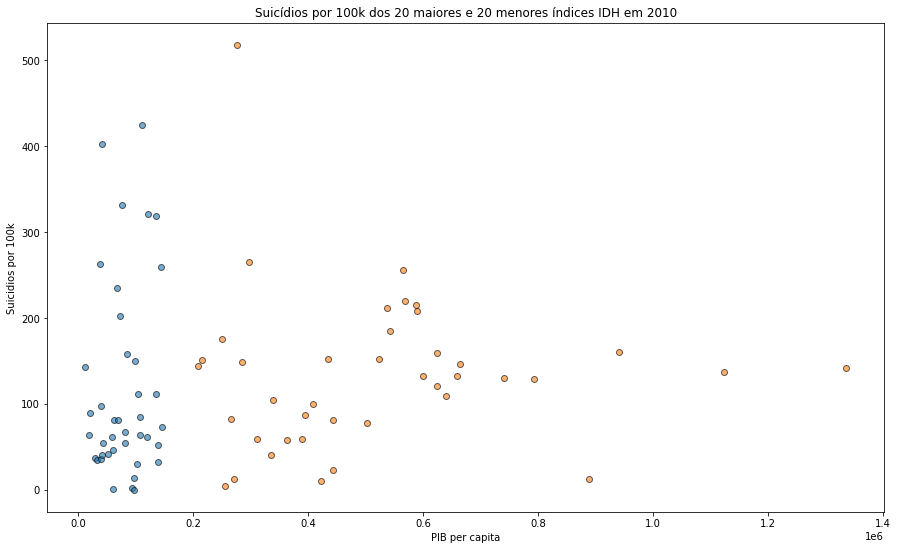 Suicídios por 100k dos 20 maiores e 20 menores índices IDH em 2010
500
400
300
200
100
0
Suicidios por 100k
0.0 0.2 0.4 0.6 0.8 1.0 1.2 1.4
1e6
PIB per capita